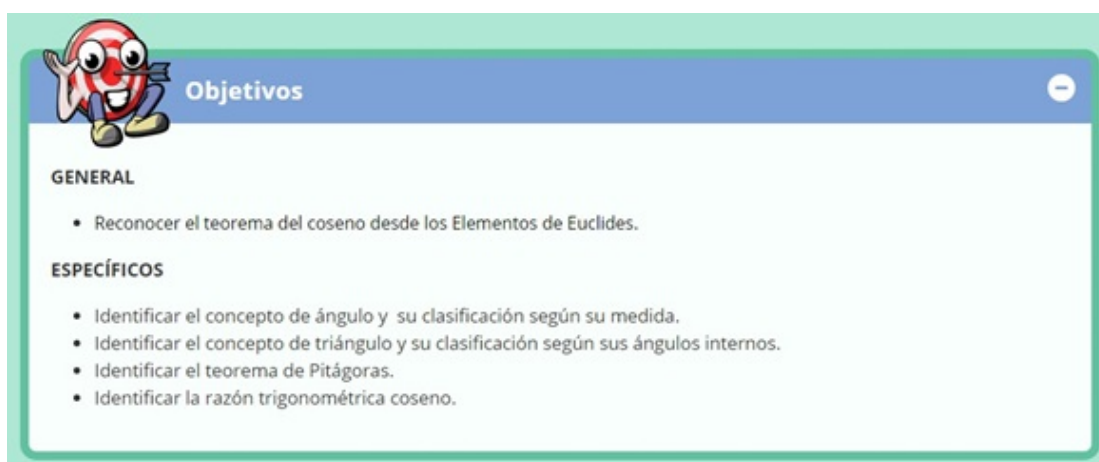 Objetivos
GENERAL
• Reconocer el teorema del coseno desde los Elementos de Euclides.
ESPECÍFICOS
• Identificar el concepto de ángulo y su clasificación según su medida.
• Identificar el concepto de triángulo y su clasificación según sus ángulos internos.
• Identificar el teorema de Pitágoras.
• Identificar la razón trigonométrica coseno.